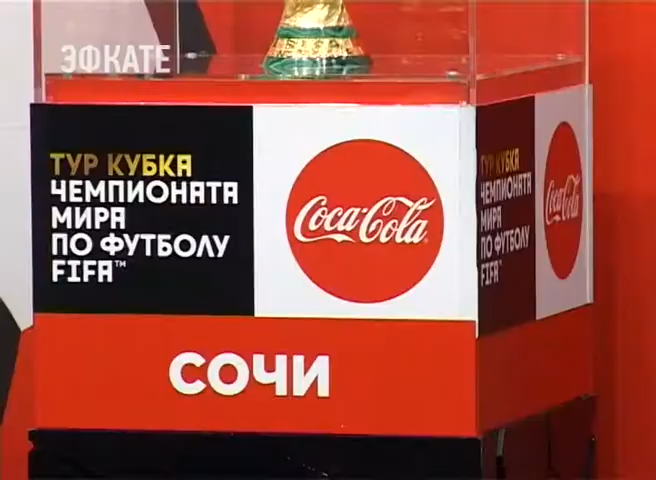 ЭФКАТЕ
ТУР КУБКА
ЧЕМПИОНАТА
МИРА
ПО ФУТБОЛУ
FIFA™
Coca-Cola®
СОЧИ
ТУР КУБКА
ЧЕМПИОНАТА
МИРА
ПО ФУТБОЛУ
FIFA™
Coca-Cola